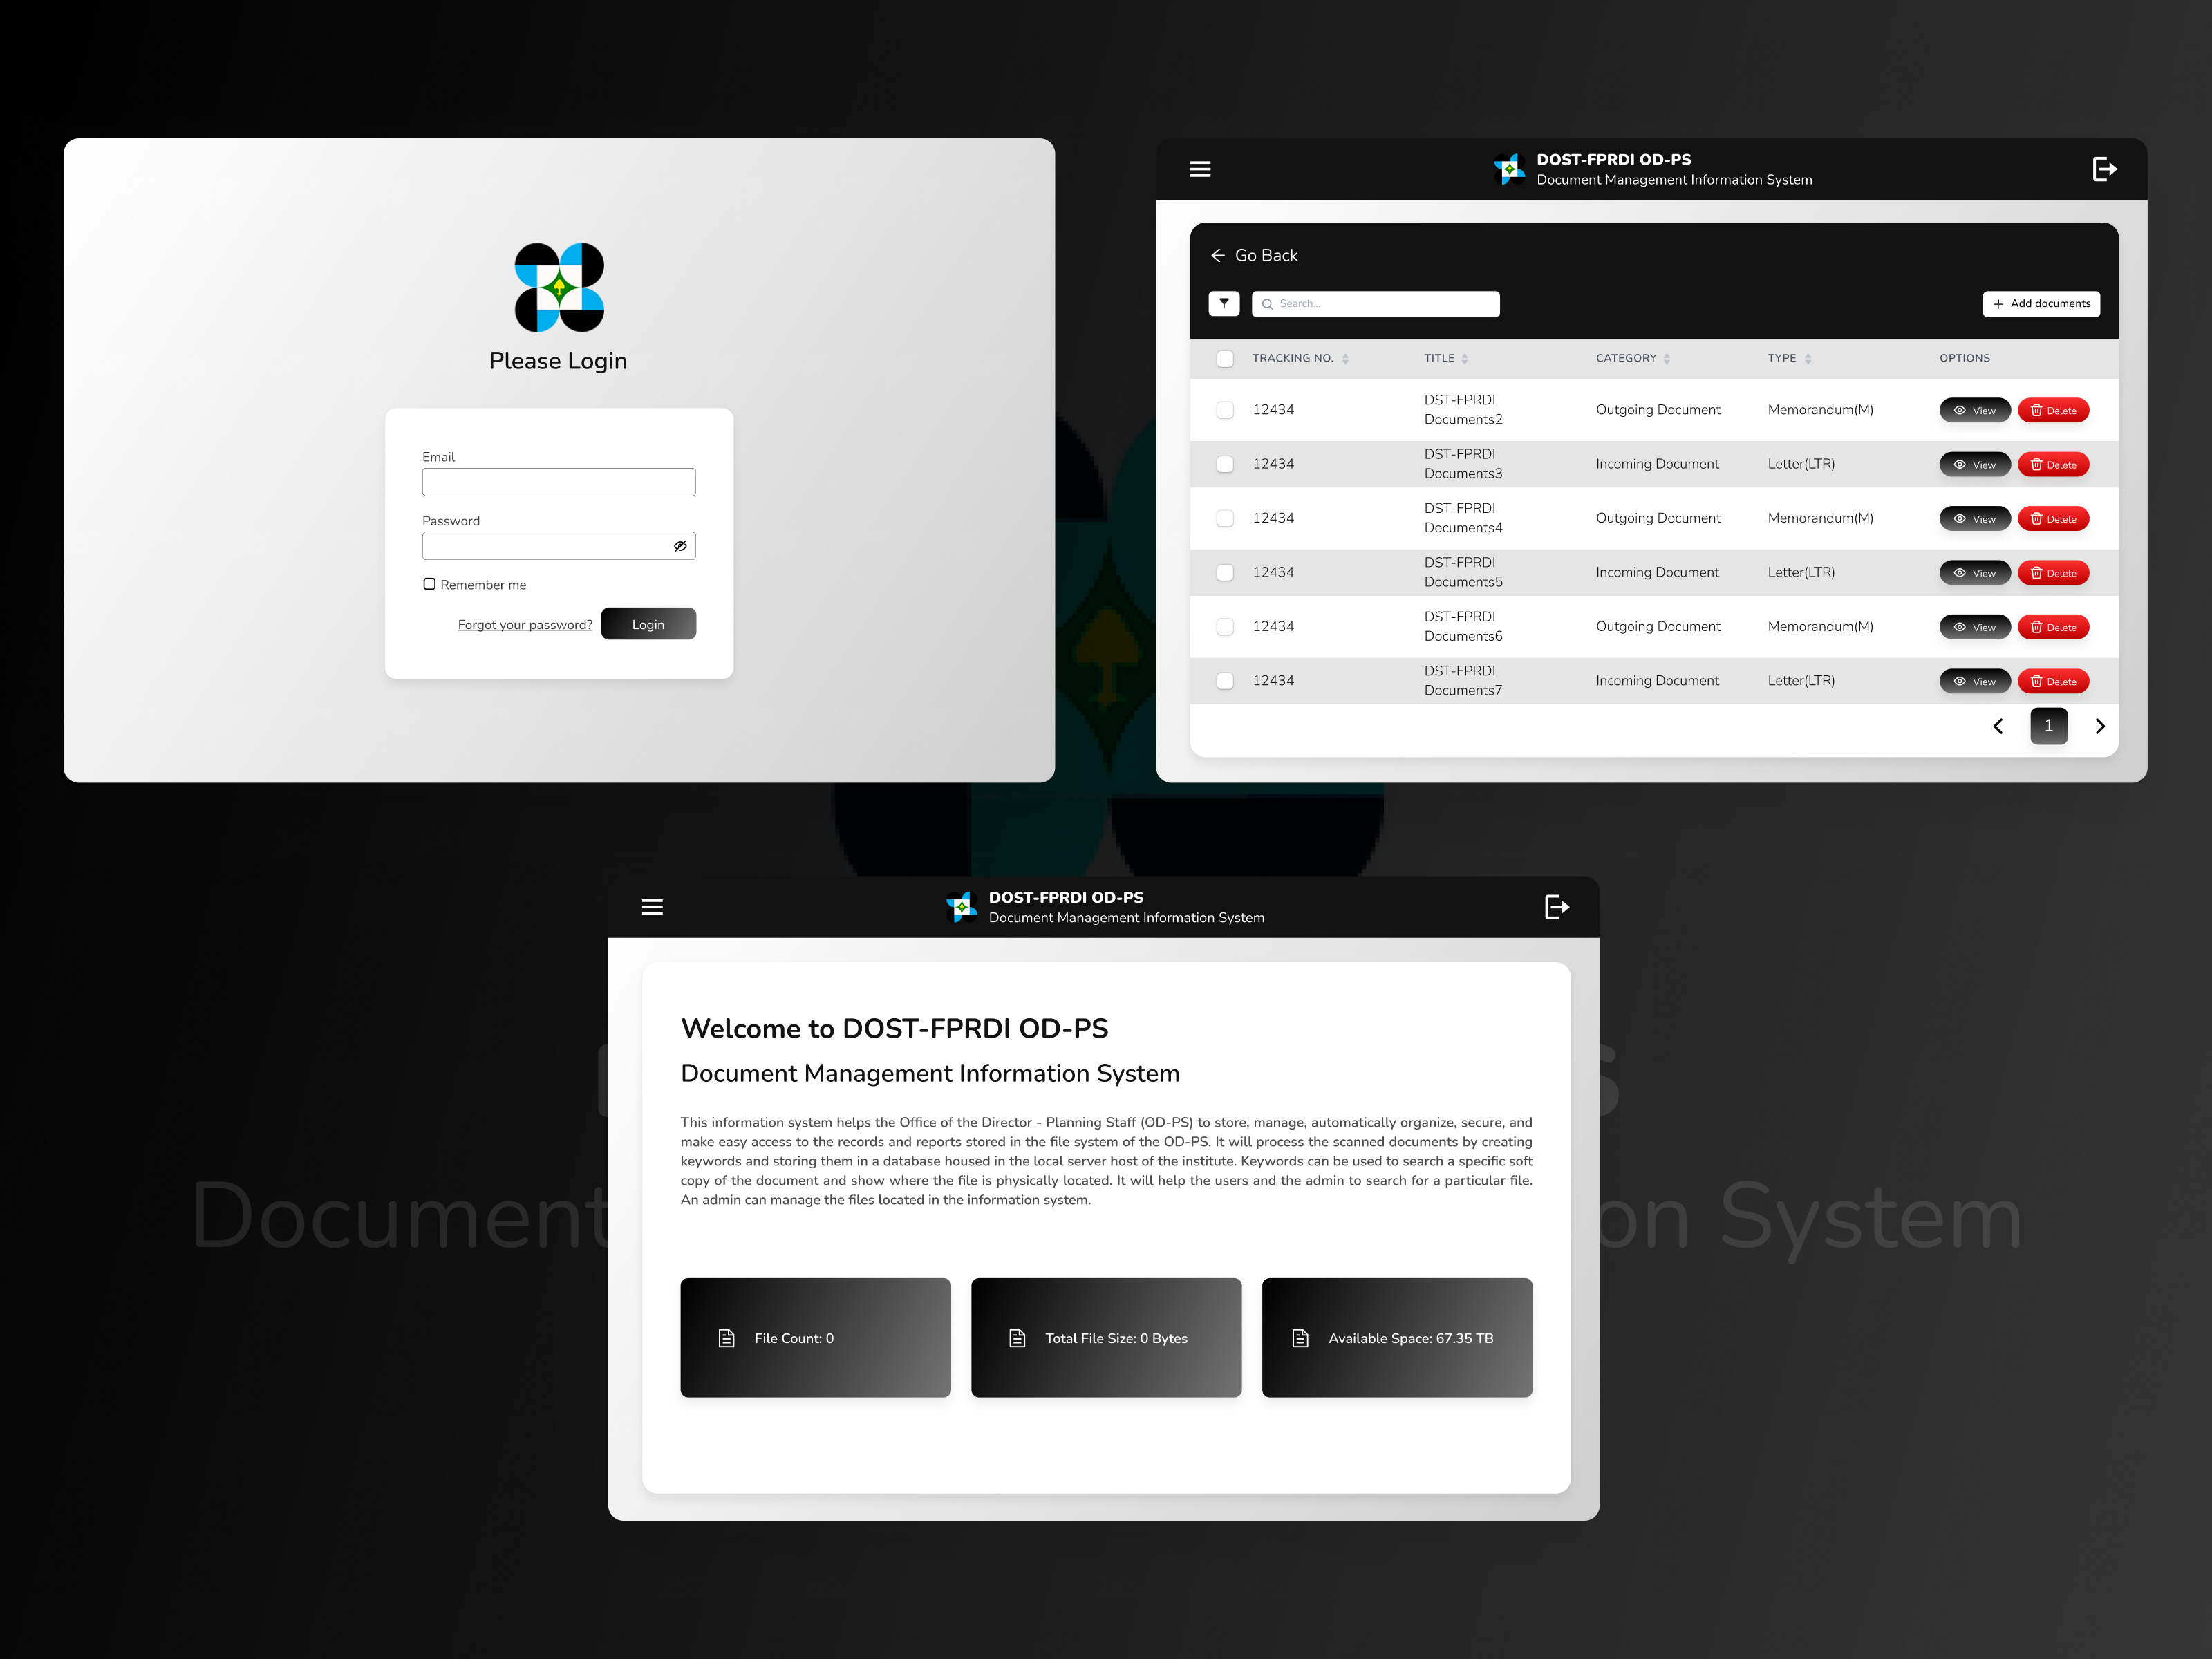 Please Login
Email
Password
Remember me
Forgot your password?
Login
DOST-FPRDI OD-PS
Document Management Information System
Go Back
Search...
Add documents
TRACKING NO.
TITLE
CATEGORY
TYPE
OPTIONS
12434
DST-FPRDI
Documents2
Outgoing Document
Memorandum(M)
View
Delete
12434
DST-FPRDI
Documents3
Incoming Document
Letter(LTR)
View
Delete
12434
DST-FPRDI
Documents4
Outgoing Document
Memorandum(M)
View
Delete
12434
DST-FPRDI
Documents5
Incoming Document
Letter(LTR)
View
Delete
12434
DST-FPRDI
Documents6
Outgoing Document
Memorandum(M)
View
Delete
12434
DST-FPRDI
Documents7
Incoming Document
Letter(LTR)
View
Delete
1
DOST-FPRDI OD-PS
Document Management Information System
Welcome to DOST-FPRDI OD-PS
Document Management Information System
This information system helps the Office of the Director - Planning Staff (OD-PS) to store, manage, automatically organize, secure, and
make easy access to the records and reports stored in the file system of the OD-PS. It will process the scanned documents by creating
keywords and storing them in a database housed in the local server host of the institute. Keywords can be used to search a specific soft
copy of the document and show where the file is physically located. It will help the users and the admin to search for a particular file.
An admin can manage the files located in the information system.
File Count: 0
Total File Size: 0 Bytes
Available Space: 67.35 TB
Document
on System